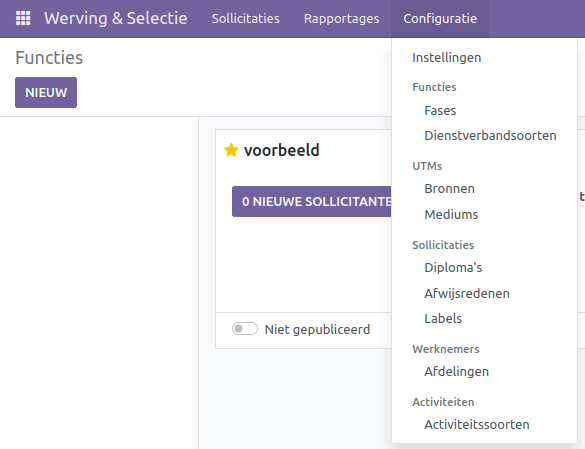 Werving & Selectie Sollicitaties Rapportages Configuratie
Functies
NIEUW
voorbeeld
0 NIEUWE SOLLICITANTE
Niet gepubliceerd
Instellingen
Functies
Fases
Dienstverbandsoorten
UTMs
Bronnen
Mediums
Sollicitaties
Diploma's
Afwijsredenen
Labels
Werknemers
Afdelingen
Activiteiten
Activiteitssoorten